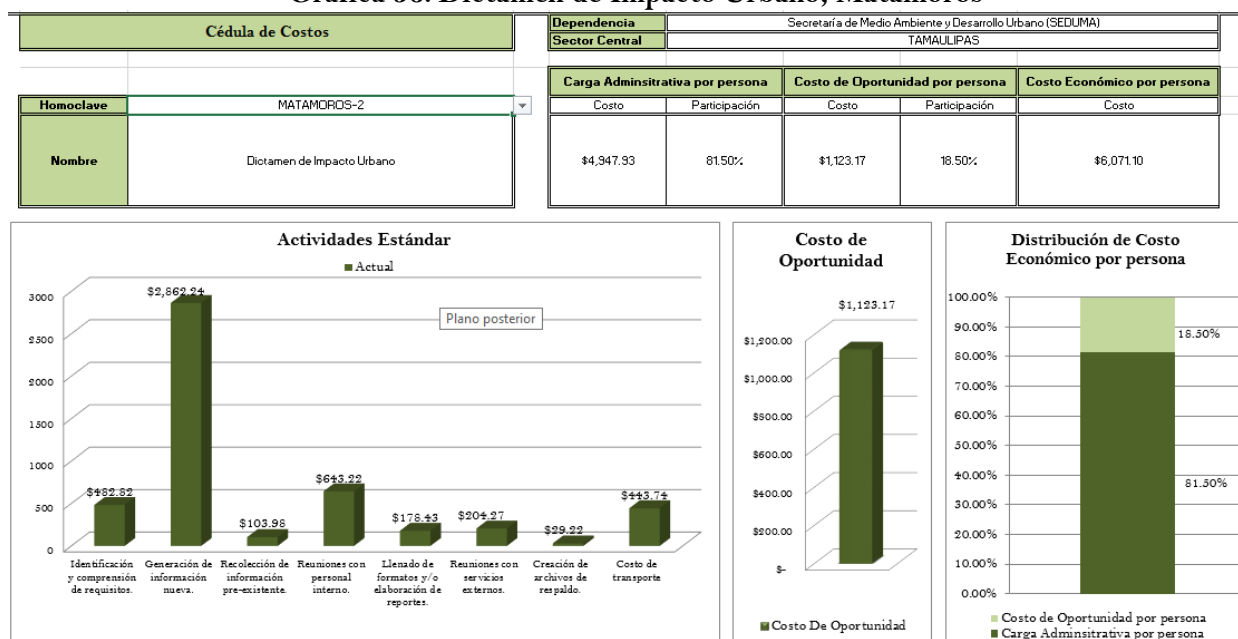 Gráfica 36. Dictamen de Impacto Urbano, Matamoros
Cédula de Costos
Dependencia
Secretaría de Medio Ambiente y Desarrollo Urbano (SEDUMA)
Sector Central
TAMAULIPAS
Homoclave
MATAMOROS-2
Nombre
Dictamen de Impacto Urbano
Carga Adminsitrativa por persona
Costo de Oportunidad por persona
Costo Económico por persona
Costo
Participación
Costo
Participación
Costo
$4,947.93
81.50%
$1,123.17
18.50%
$6,071.10
Actividades Estándar
Actual
3000
2500
2000
1500
1000
500
0
$482.82
$2,862.24
$103.98
$643.22
$178.43
$204.27
$29.22
$443.74
Plano posterior
Identificación
y comprensión
de requisitos.
Generación de
información
nueva.
Recolección de
información
pre-existente.
Reuniones con
personal
interno.
Llenado de
formatos y/o
elaboración de
reportes.
Reuniones con
servicios
externos.
Creación de
archivos de
respaldo.
Costo de
transporte
Costo de
Oportunidad
$1,123.17
$1,200.00
$1,000.00
$800.00
$600.00
$400.00
$200.00
$-
Costo De Oportunidad
Distribución de Costo
Económico por persona
100.00%
90.00%
80.00%
70.00%
60.00%
50.00%
40.00%
30.00%
20.00%
10.00%
0.00%
18.50%
81.50%
Costo de Oportunidad por persona
Carga Adminsitrativa por persona